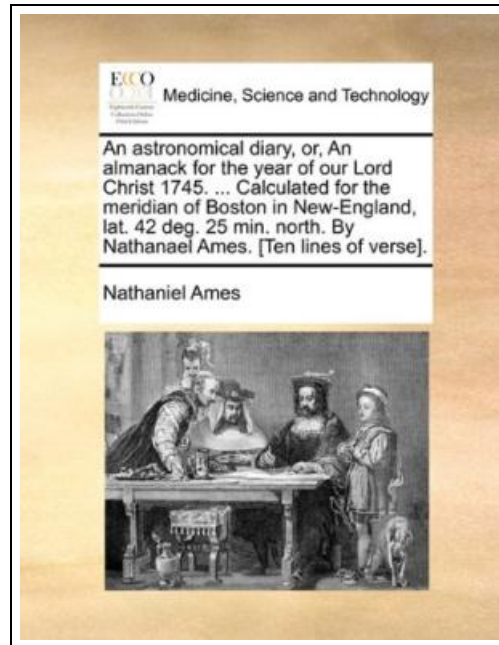 ECCO
Medicine, Science and Technology
An astronomical diary, or, An
almanack for the year of our Lord
Christ 1745. ... Calculated for the
meridian of Boston in New-England,
lat. 42 deg. 25 min. north. By
Nathanael Ames. [Ten lines of verse].
Nathaniel Ames